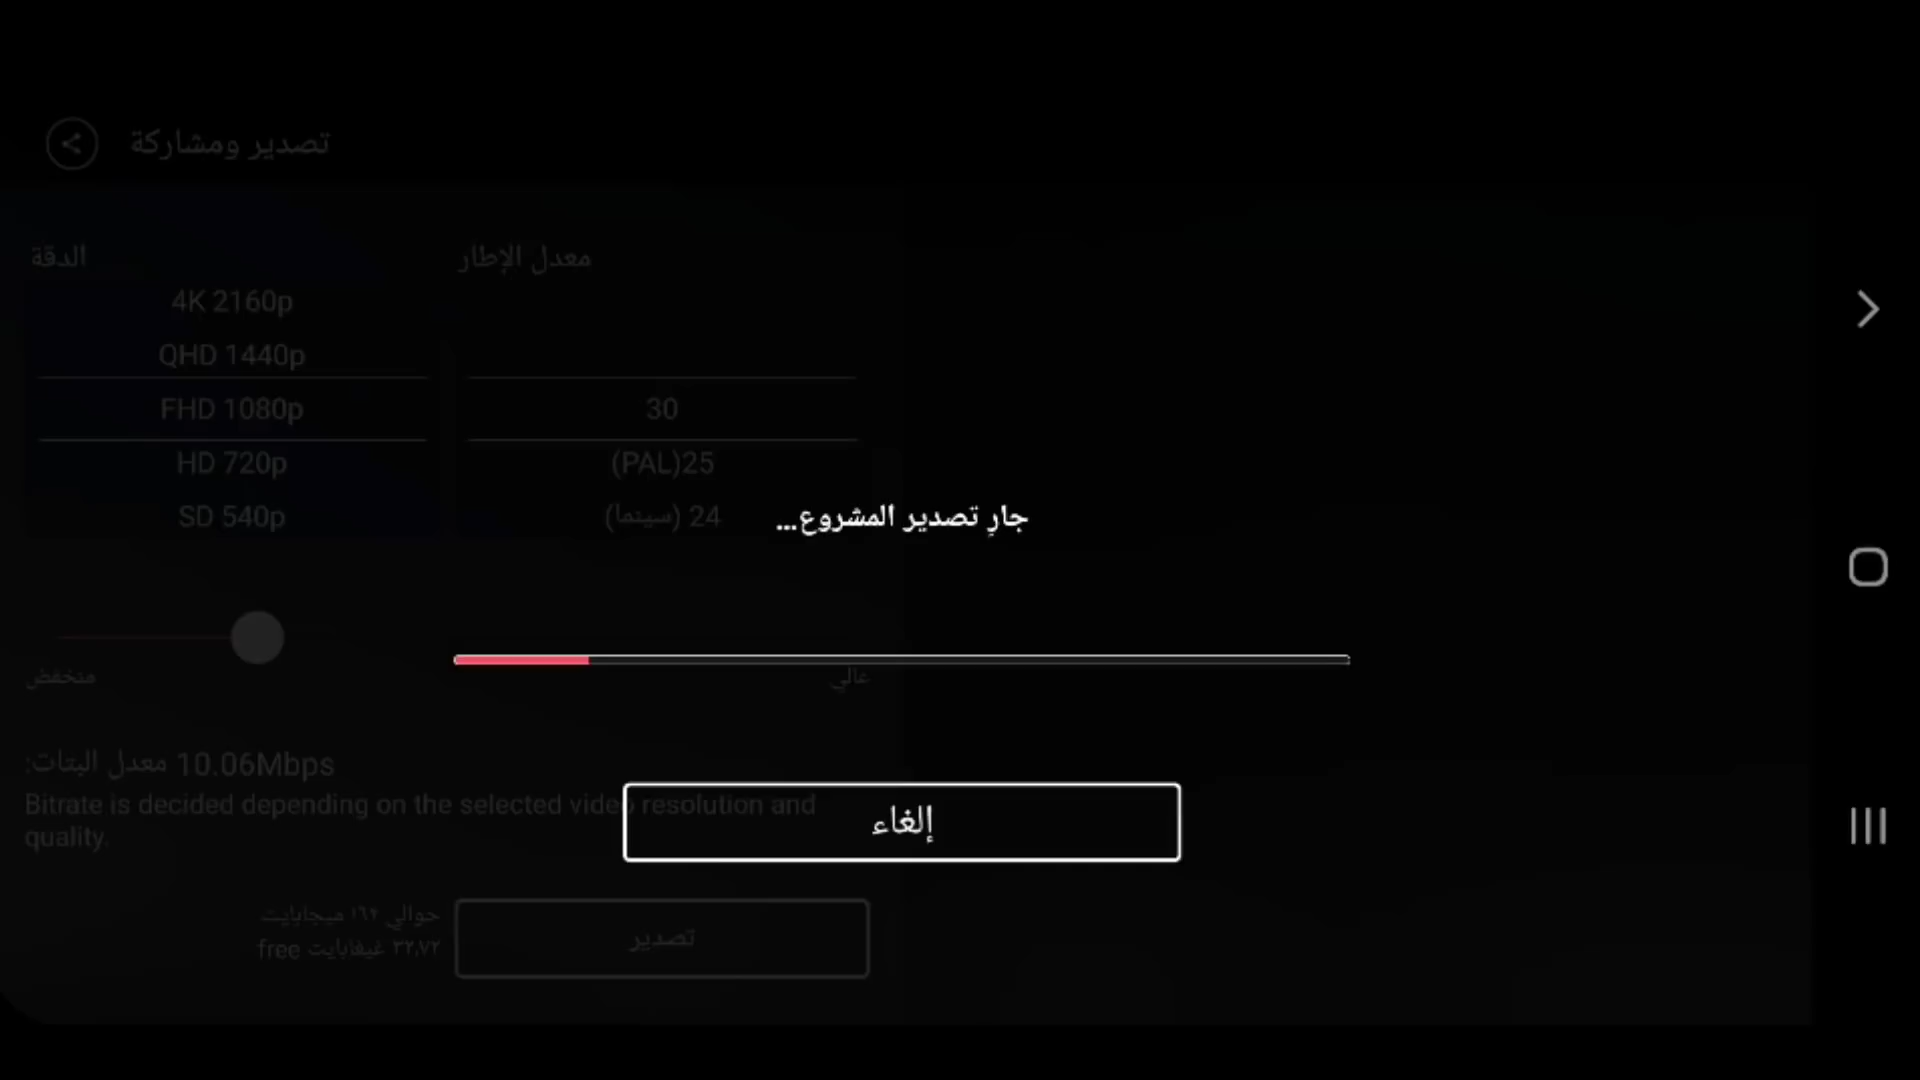 تصدير ومشاركة
الدقة
معدل الإطار
4K 2160p
QHD 1440p
FHD 1080p
HD 720p
SD 540p
30
(PAL)25
24 (سينما)
جارِ تصدير المشروع...
منخفض
عالي
معدل البتات: 10.06Mbps
Bitrate is decided depending on the selected video resolution and
quality.
إلغاء
حوالي ١٦٢ ميجابايت
٣٢,٧٢ غيغابايت free
تصدير